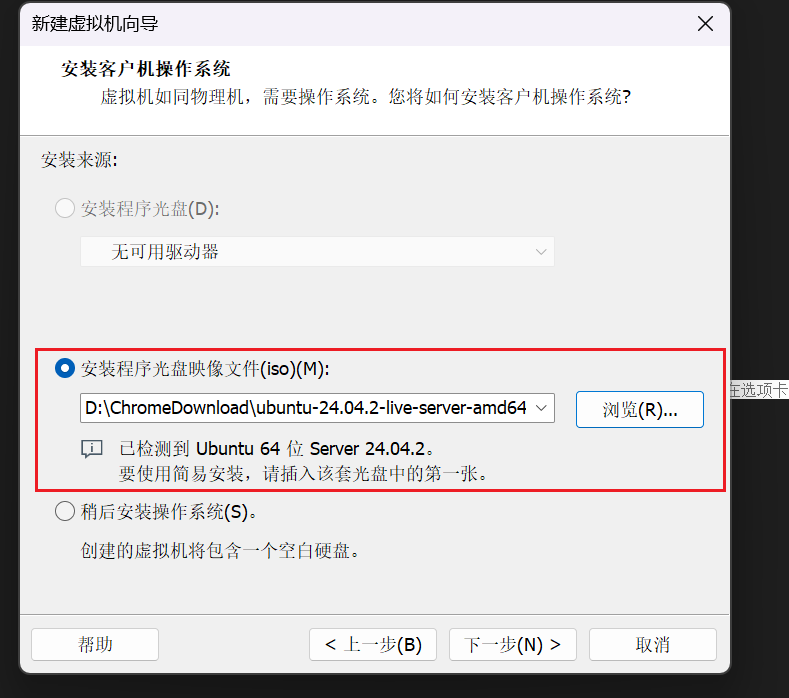 新建虚拟机向导
安装客户机操作系统
虚拟机如同物理机，需要操作系统。您将如何安装客户机操作系统?
安装来源:
安装程序光盘(D):
无可用驱动器
安装程序光盘映像文件(iso)(M):
D:\ChromeDownload\ubuntu-24.04.2-live-server-amd64
浏览(R)...
在选项卡
已检测到 Ubuntu 64 位 Server 24.04.2。
要使用简易安装，请插入该套光盘中的第一张。
稍后安装操作系统(S)。
创建的虚拟机将包含一个空白硬盘。
帮助
< 上一步(B)
下一步(N) >
取消